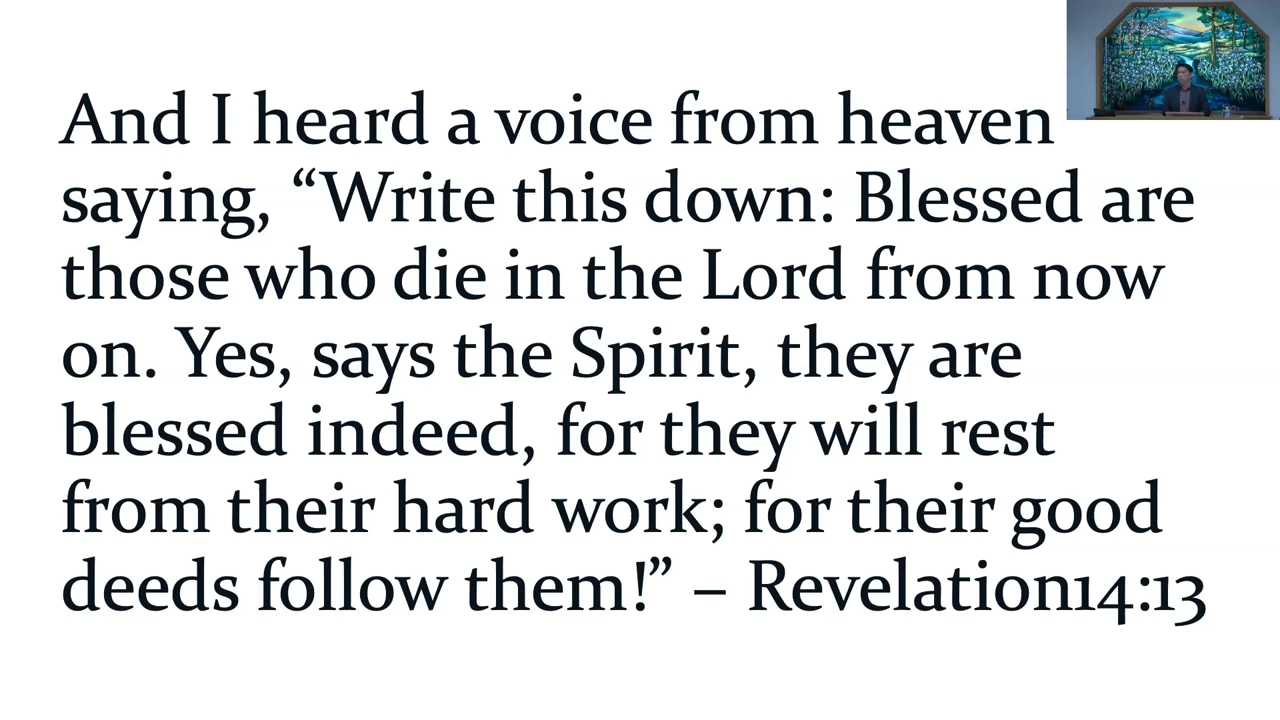 And I heard a voice from heaven
saying, “Write this down: Blessed are
those who die in the Lord from now
on. Yes, says the Spirit, they are
blessed indeed, for they will rest
from their hard work; for their good
deeds follow them!” – Revelation14:13